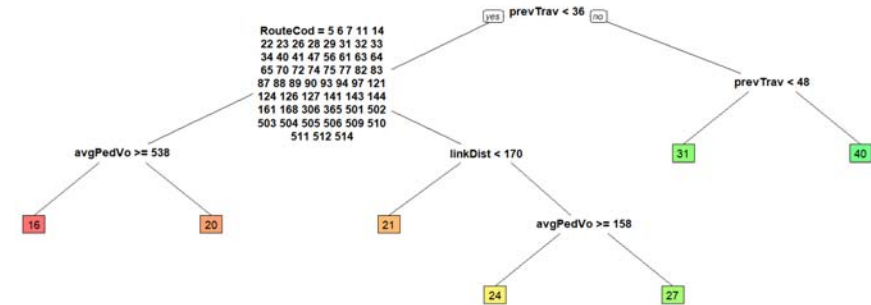 prevTrav < 36
yes
no
RouteCod = 5 6 7 11 14
22 23 26 28 29 31 32 33
34 40 41 47 56 61 63 64
65 70 72 74 75 77 82 83
87 88 89 90 93 94 97 121
124 126 127 141 143 144
161 168 306 365 501 502
503 504 505 506 509 510
511 512 514
prevTrav < 48
avgPedVo >= 538
linkDist < 170
31
40
16
20
21
avgPedVo >= 158
24
27